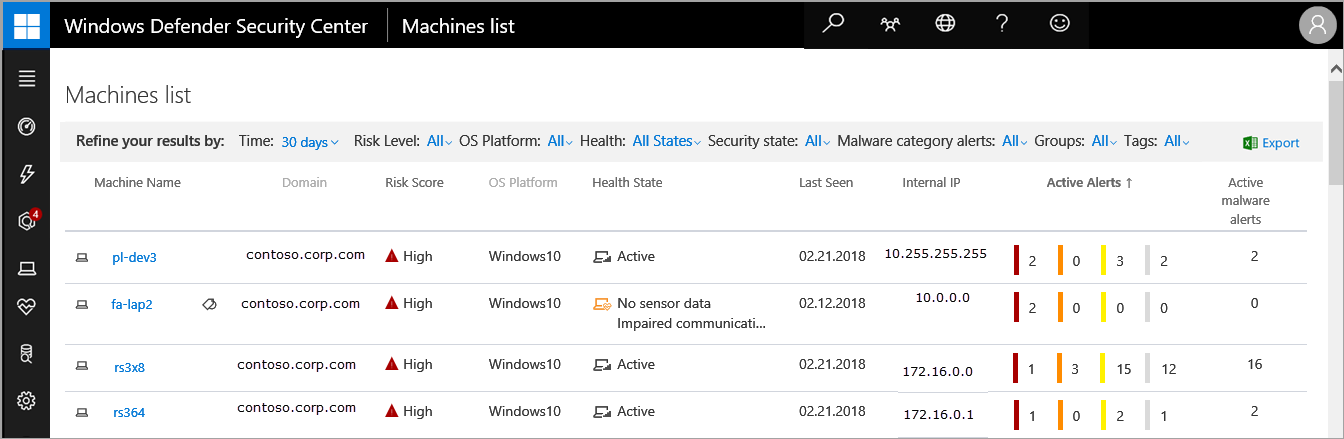 Windows Defender Security Center Machines list
Machines list
Refine your results by: Time: 30 days Risk Level: All OS Platform: All Health: All States Security state: All Malware category alerts: All Groups: All Tags: All Export
Machine Name Domain Risk Score OS Platform Health State Last Seen Internal IP Active Alerts ↑ Active
malware
alerts
4
pl-dev3 contoso.corp.com High Windows10 Active 02.21.2018 10.255.255.255 2 0 3 2 2
fa-lap2 contoso.corp.com High Windows10 No sensor data 02.12.2018 10.0.0.0 2 0 0 0 0
Impaired communicati...
rs3x8 contoso.corp.com High Windows10 Active 02.21.2018 172.16.0.0 1 3 15 12 16
rs364 contoso.corp.com High Windows10 Active 02.21.2018 172.16.0.1 1 0 2 1 2